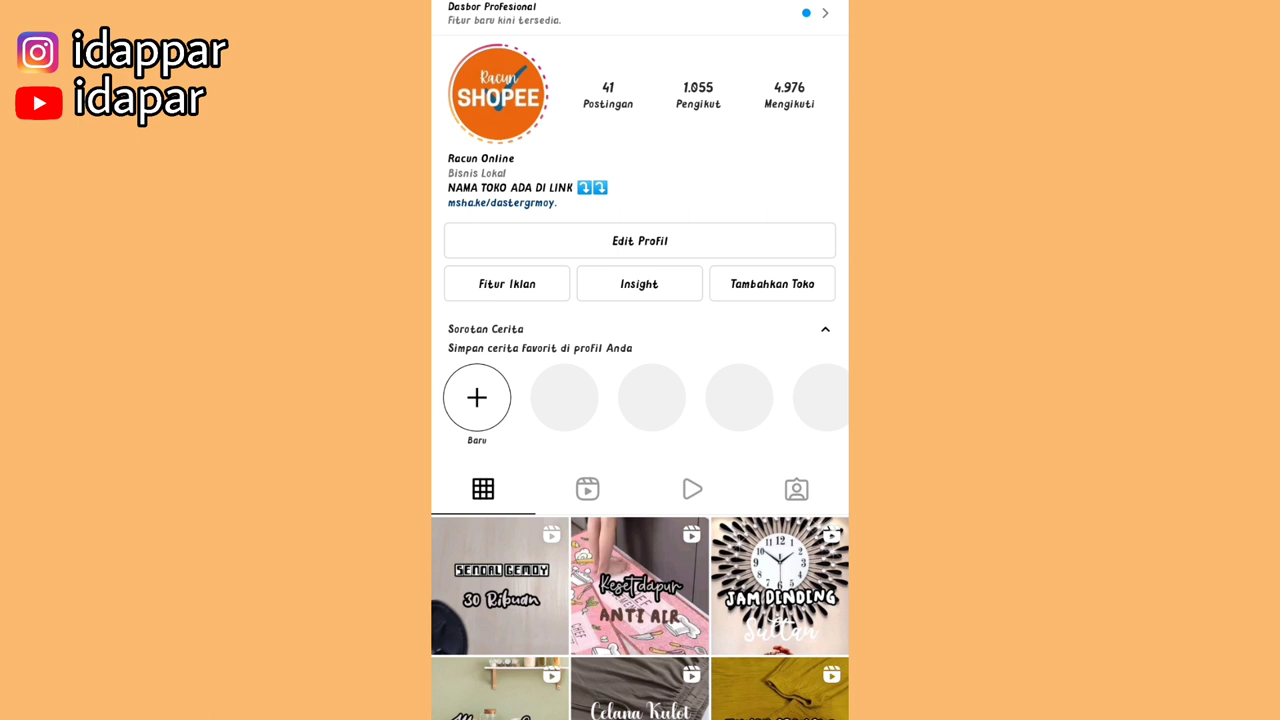 idappar
idapar
Dasbor Profesional
Fitur baru kini tersedia.
Racun
SHOPEE
41
Postingan
1.055
Pengikut
4.976
Mengikuti
Racun Online
Bisnis Lokal
NAMA TOKO ADA DI LINK ⤵️⤵️
msha.ke/dastergrmoy.
Edit Profil
Fitur Iklan
Insight
Tambahkan Toko
Sorotan Cerita
Simpan cerita favorit di profil Anda
Baru
SENDAL GEMOY
30 Ribuan
Kesetdapur
ANTI AIR
12
JAM DINDING
Sultan
Celana Kulot